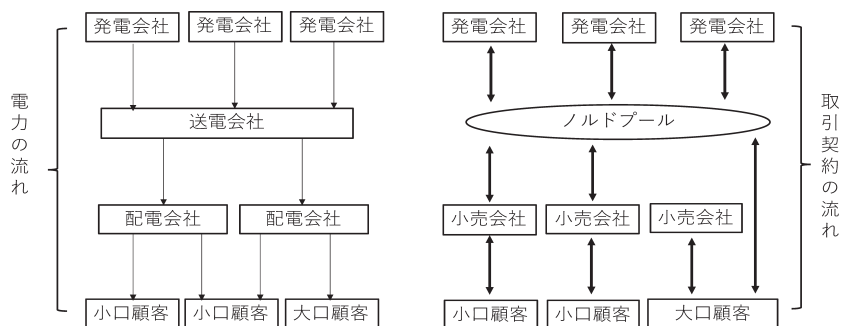 発電会社 発電会社 発電会社
送電会社
配電会社 配電会社
小口顧客 小口顧客 大口顧客
電力の流れ
発電会社 発電会社 発電会社
ノルドプール
小売会社 小売会社 小売会社
小口顧客 小口顧客 大口顧客
取引契約の流れ